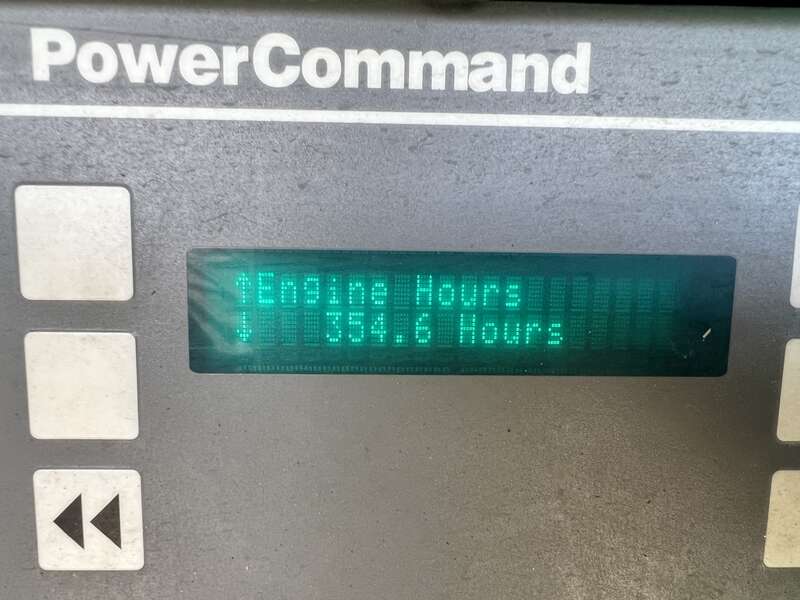 PowerCommand
↑Engine Hours
↓ 354.6 Hours